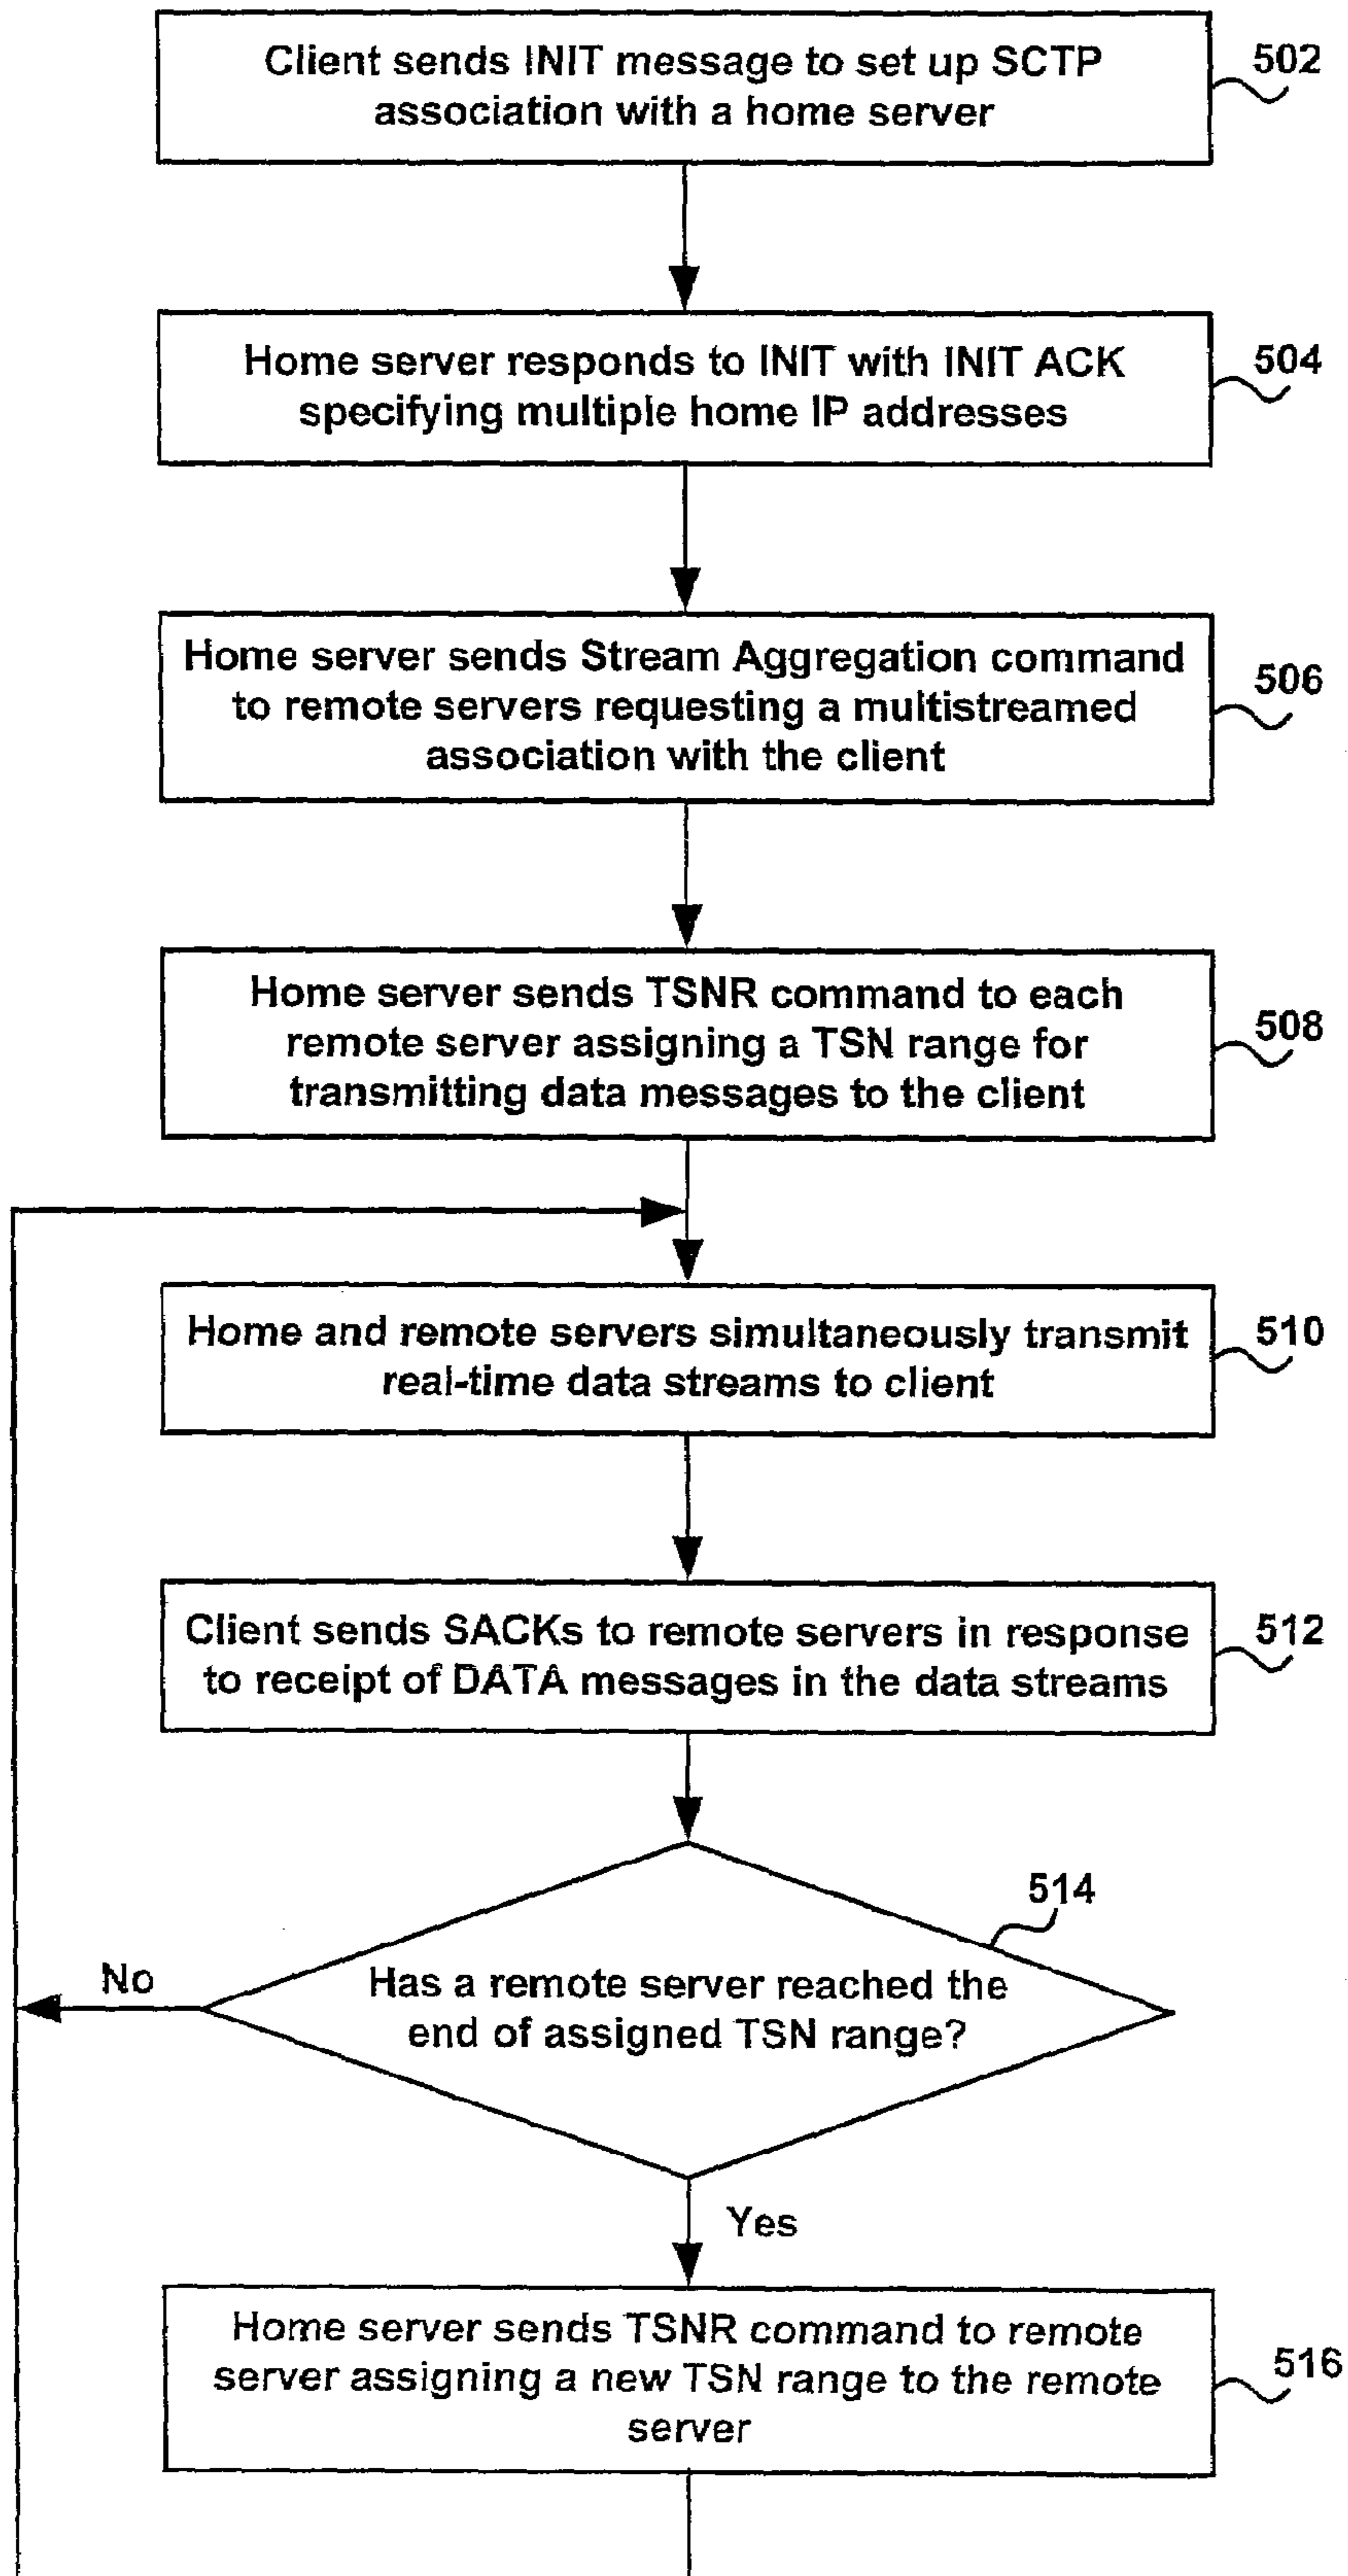 Client sends INIT message to set up SCTP
association with a home server
502
Home server responds to INIT with INIT ACK
specifying multiple home IP addresses
504
Home server sends Stream Aggregation command
to remote servers requesting a multistreamed
association with the client
506
Home server sends TSNR command to each
remote server assigning a TSN range for
transmitting data messages to the client
508
Home and remote servers simultaneously transmit
real-time data streams to client
510
Client sends SACKs to remote servers in response
to receipt of DATA messages in the data streams
512
514
Has a remote server reached the
end of assigned TSN range?
No
Yes
Home server sends TSNR command to remote
server assigning a new TSN range to the remote
server
516